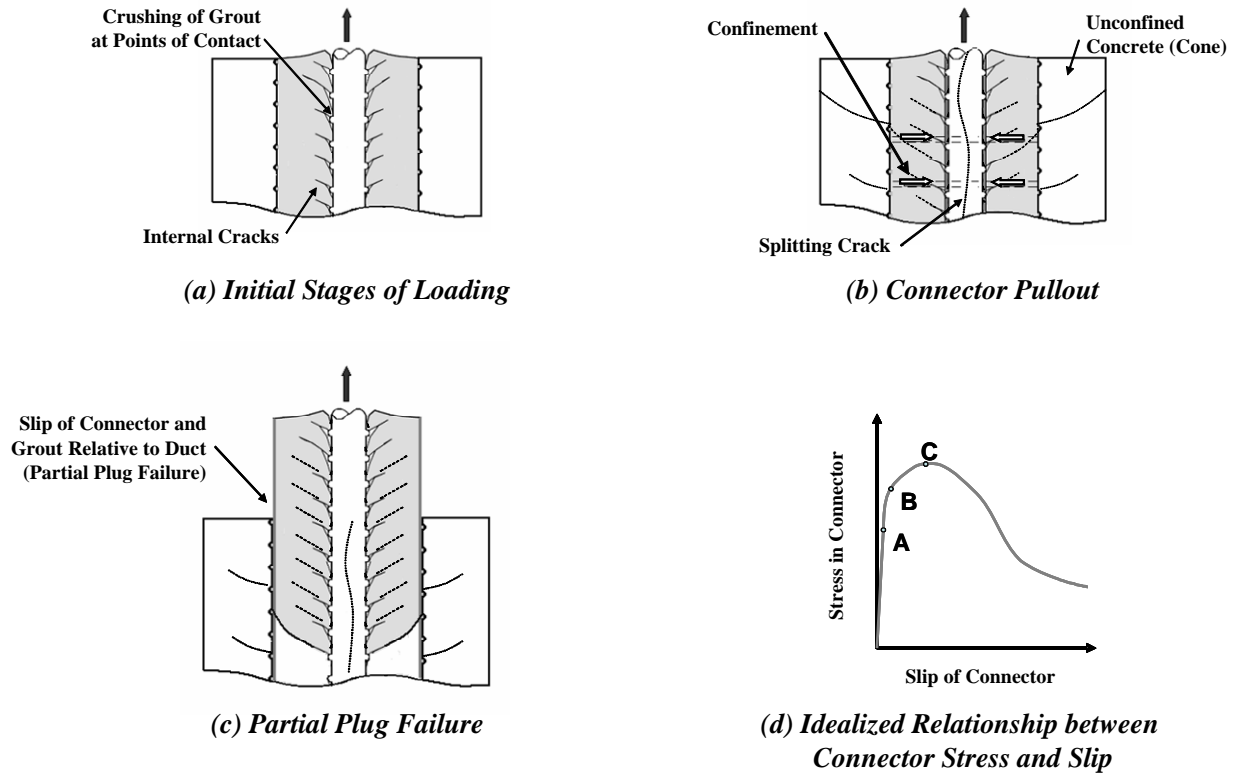 Crushing of Grout
at Points of Contact
Internal Cracks
(a) Initial Stages of Loading
Confinement
Unconfined
Concrete (Cone)
Splitting Crack
(b) Connector Pullout
Slip of Connector and
Grout Relative to Duct
(Partial Plug Failure)
(c) Partial Plug Failure
Stress in Connector
A
B
C
Slip of Connector
(d) Idealized Relationship between
Connector Stress and Slip